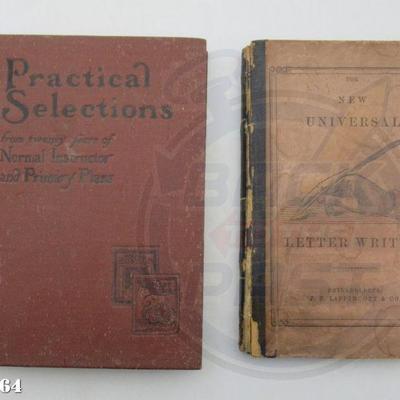 Practical
Selections
from twenty years of
Normal Instructor
and Primary Plans
THE
NEW
UNIVERSAL
LETTER WRIT
PHILADELPHIA
J. B. LIPPINCOTT & CO.
64